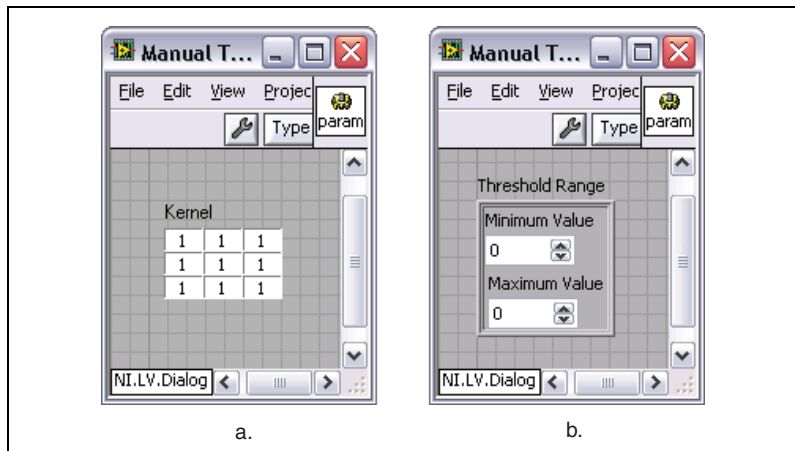 Manual T...
File Edit View Projec
param
Type
Kernel
1 1 1
1 1 1
1 1 1
NI.LV.Dialog
a.
Manual T...
File Edit View Projec
param
Type
Threshold Range
Minimum Value
0
Maximum Value
0
NI.LV.Dialog
b.